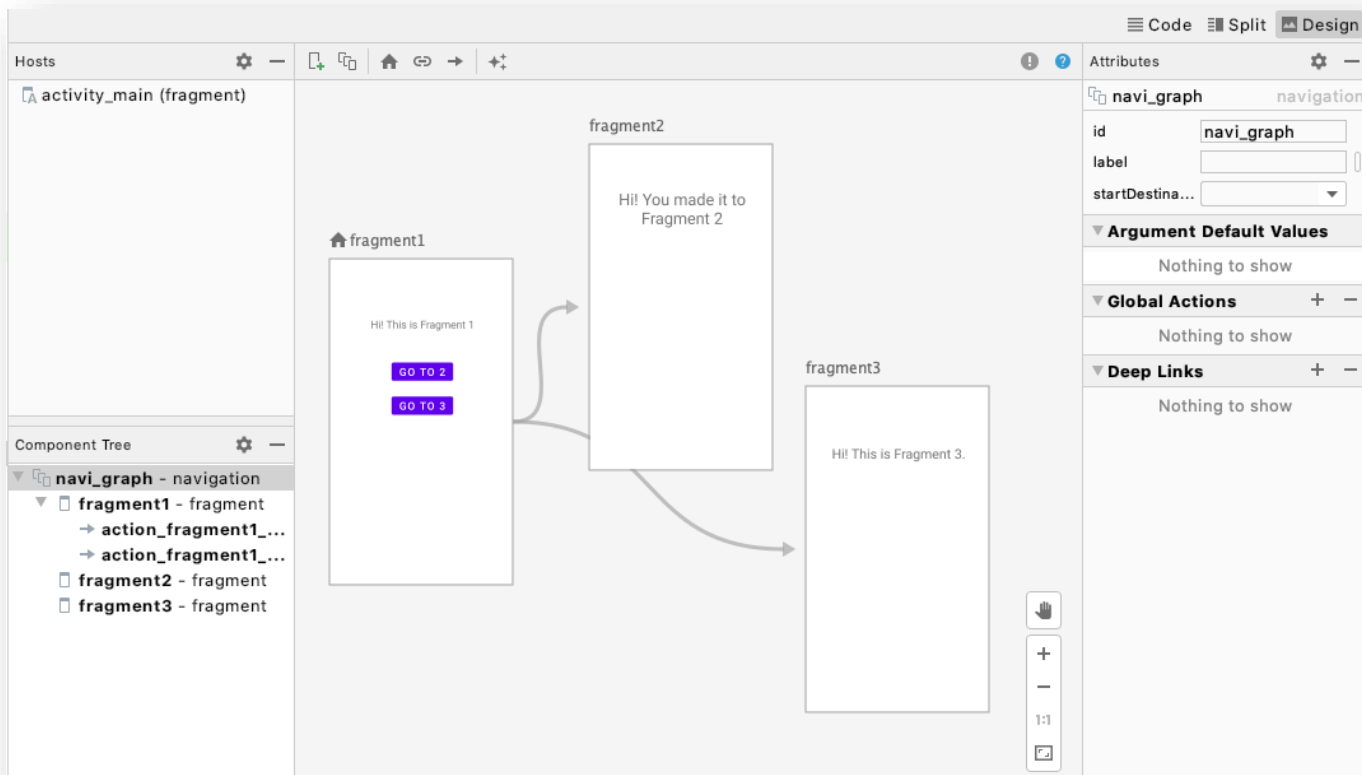 Code
Split
Design
Hosts
activity_main (fragment)
Component Tree
navi_graph - navigation
fragment1 - fragment
action_fragment1_...
action_fragment1_...
fragment2 - fragment
fragment3 - fragment
fragment1
Hi! This is Fragment 1
GO TO 2
GO TO 3
fragment2
Hi! You made it to
Fragment 2
fragment3
Hi! This is Fragment 3.
1:1
Attributes
navi_graph navigation
id navi_graph
label
startDestina...
Argument Default Values
Nothing to show
Global Actions
Nothing to show
Deep Links
Nothing to show